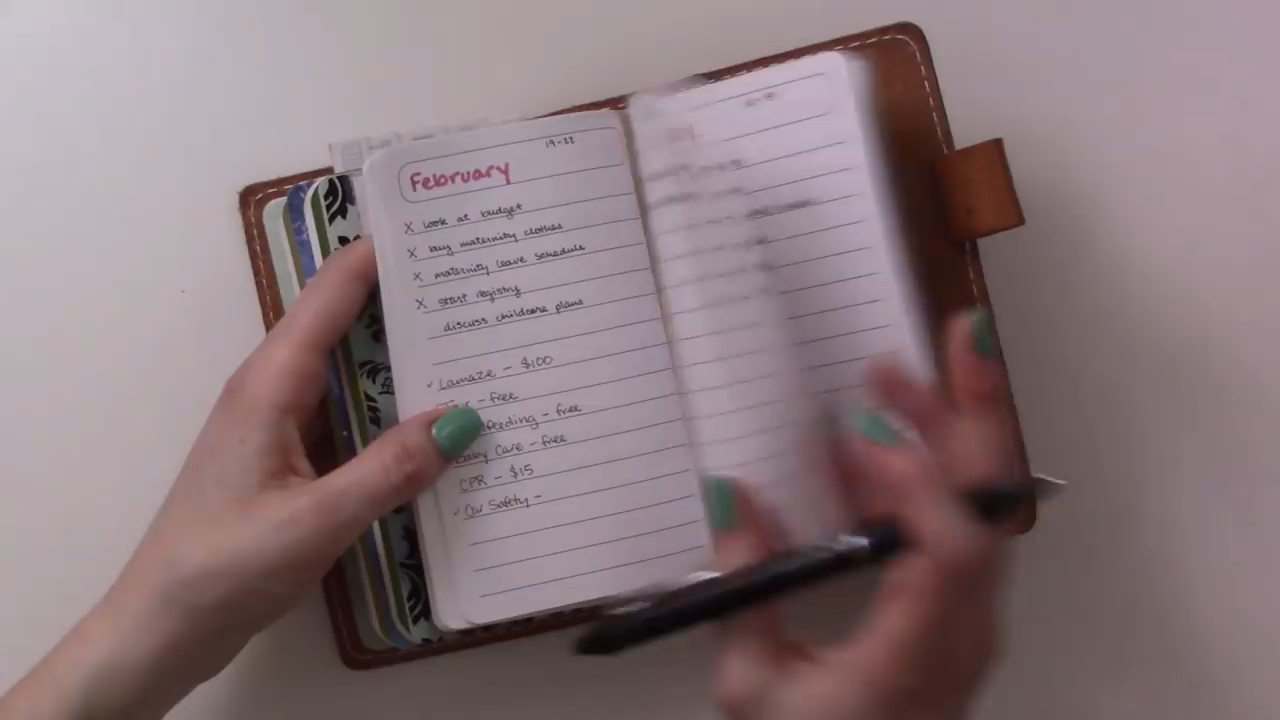 19-22
February
X look at budget
X buy maternity clothes
X maternity leave schedule
X start registry
discuss childcare plans
✓ Lamaze - $100
- free
feeding - free
Baby Care - free
CPR - $15
✓ Car Safety -